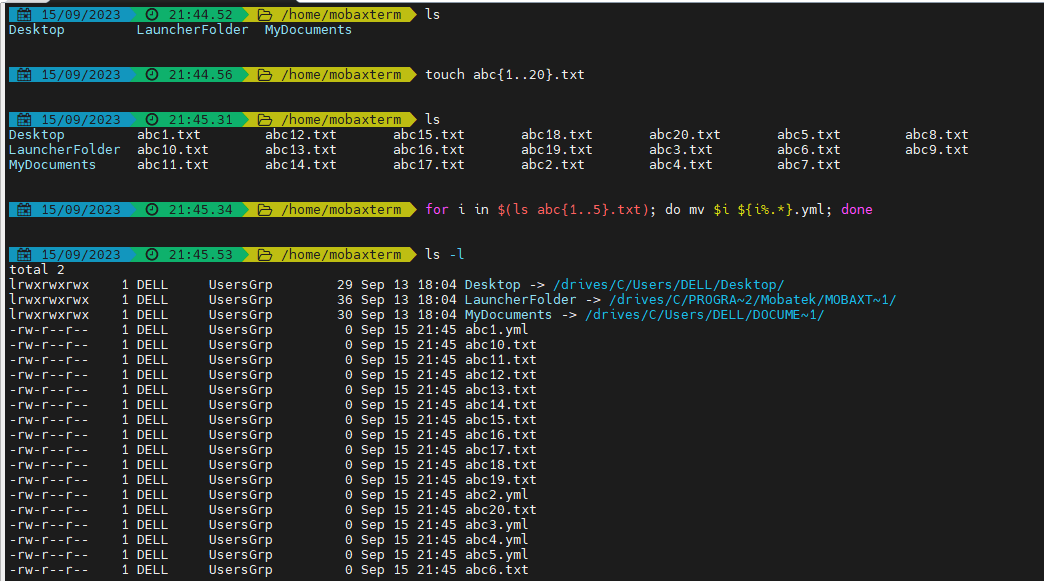 15/09/2023 21:44.52 /home/mobaxterm ls
Desktop LauncherFolder MyDocuments
15/09/2023 21:44.56 /home/mobaxterm touch abc{1..20}.txt
15/09/2023 21:45.31 /home/mobaxterm ls
Desktop abc1.txt abc12.txt abc15.txt abc18.txt abc20.txt abc5.txt abc8.txt
LauncherFolder abc10.txt abc13.txt abc16.txt abc19.txt abc3.txt abc6.txt abc9.txt
MyDocuments abc11.txt abc14.txt abc17.txt abc2.txt abc4.txt abc7.txt
15/09/2023 21:45.34 /home/mobaxterm for i in $(ls abc{1..5}.txt); do mv $i ${i%.*}.yml; done
15/09/2023 21:45.53 /home/mobaxterm ls -l
total 2
lrwxrwxrwx 1 DELL UsersGrp 29 Sep 13 18:04 Desktop -> /drives/C/Users/DELL/Desktop/
lrwxrwxrwx 1 DELL UsersGrp 36 Sep 13 18:04 LauncherFolder -> /drives/C/PROGRA~2/Mobatek/MOBAXT~1/
lrwxrwxrwx 1 DELL UsersGrp 30 Sep 13 18:04 MyDocuments -> /drives/C/Users/DELL/DOCUME~1/
-rw-r--r-- 1 DELL UsersGrp 0 Sep 15 21:45 abc1.yml
-rw-r--r-- 1 DELL UsersGrp 0 Sep 15 21:45 abc10.txt
-rw-r--r-- 1 DELL UsersGrp 0 Sep 15 21:45 abc11.txt
-rw-r--r-- 1 DELL UsersGrp 0 Sep 15 21:45 abc12.txt
-rw-r--r-- 1 DELL UsersGrp 0 Sep 15 21:45 abc13.txt
-rw-r--r-- 1 DELL UsersGrp 0 Sep 15 21:45 abc14.txt
-rw-r--r-- 1 DELL UsersGrp 0 Sep 15 21:45 abc15.txt
-rw-r--r-- 1 DELL UsersGrp 0 Sep 15 21:45 abc16.txt
-rw-r--r-- 1 DELL UsersGrp 0 Sep 15 21:45 abc17.txt
-rw-r--r-- 1 DELL UsersGrp 0 Sep 15 21:45 abc18.txt
-rw-r--r-- 1 DELL UsersGrp 0 Sep 15 21:45 abc19.txt
-rw-r--r-- 1 DELL UsersGrp 0 Sep 15 21:45 abc2.yml
-rw-r--r-- 1 DELL UsersGrp 0 Sep 15 21:45 abc20.txt
-rw-r--r-- 1 DELL UsersGrp 0 Sep 15 21:45 abc3.yml
-rw-r--r-- 1 DELL UsersGrp 0 Sep 15 21:45 abc4.yml
-rw-r--r-- 1 DELL UsersGrp 0 Sep 15 21:45 abc5.yml
-rw-r--r-- 1 DELL UsersGrp 0 Sep 15 21:45 abc6.txt